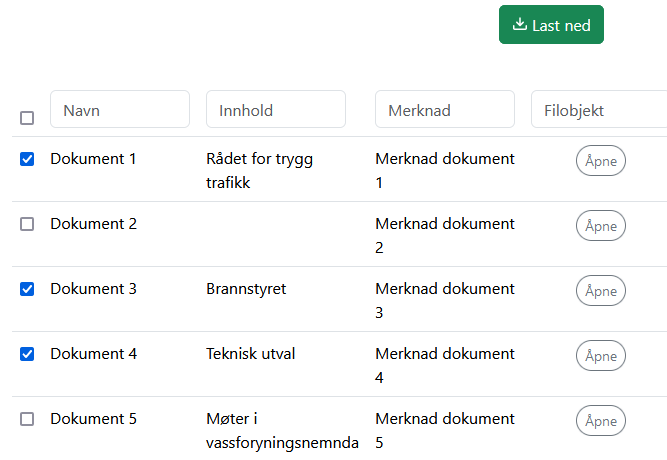 Last ned
Navn Innhold Merknad Filobjekt
Dokument 1 Rådet for trygg Merknad dokument Åpne
trafikk 1
Dokument 2 Merknad dokument Åpne
2
Dokument 3 Brannstyret Merknad dokument Åpne
3
Dokument 4 Teknisk utval Merknad dokument Åpne
4
Dokument 5 Møter i Merknad dokument Åpne
vassforyningsnemnda 5